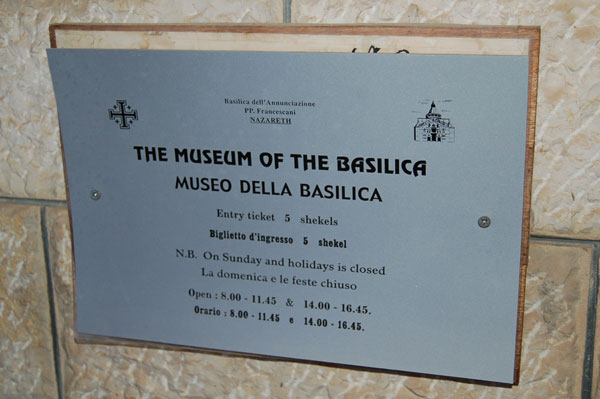 Basilica dell'Annunciazione
PP. Francescani
NAZARETH
THE MUSEUM OF THE BASILICA
MUSEO DELLA BASILICA
Entry ticket 5 shekels
Biglietto d'ingresso 5 shekel
N.B. On Sunday and holidays is closed
La domenica e le feste chiuso
Open : 8.00 - 11.45 & 14.00 - 16.45.
Orario : 8.00 - 11.45 e 14.00 - 16.45.